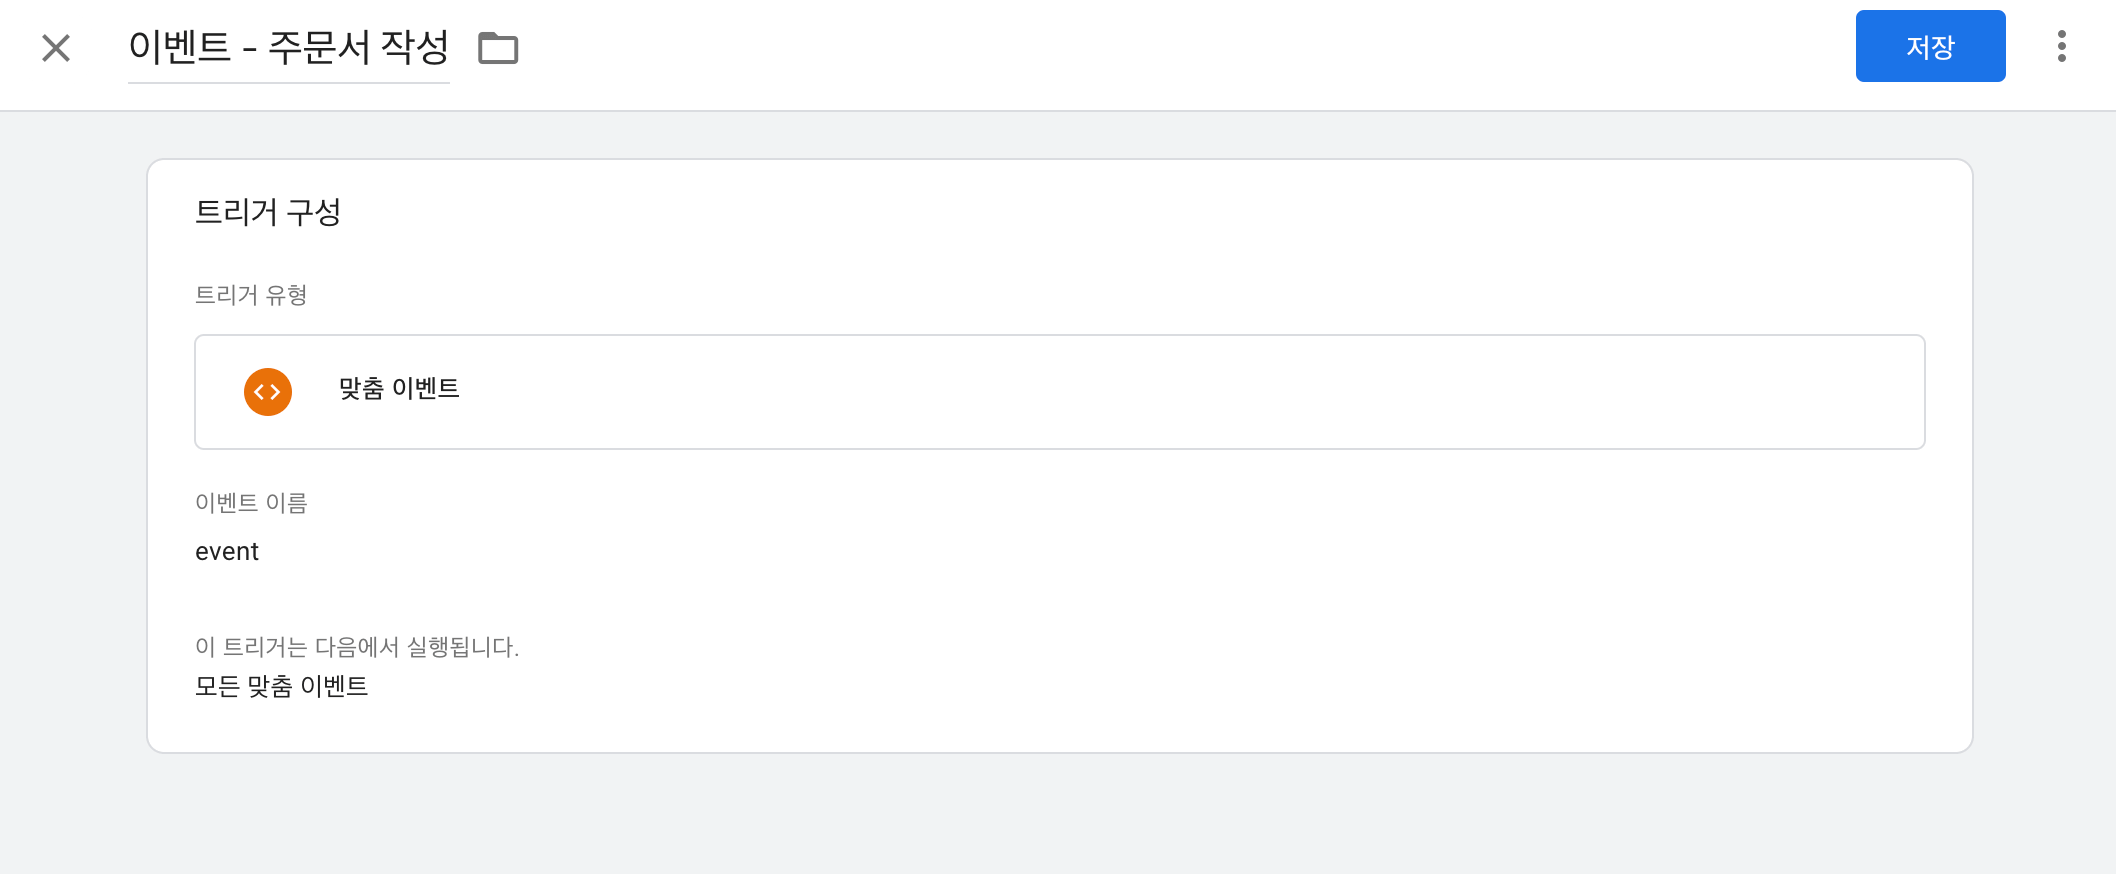 이벤트 - 주문서 작성
저장
트리거 구성
트리거 유형
맞춤 이벤트
이벤트 이름
event
이 트리거는 다음에서 실행됩니다.
모든 맞춤 이벤트